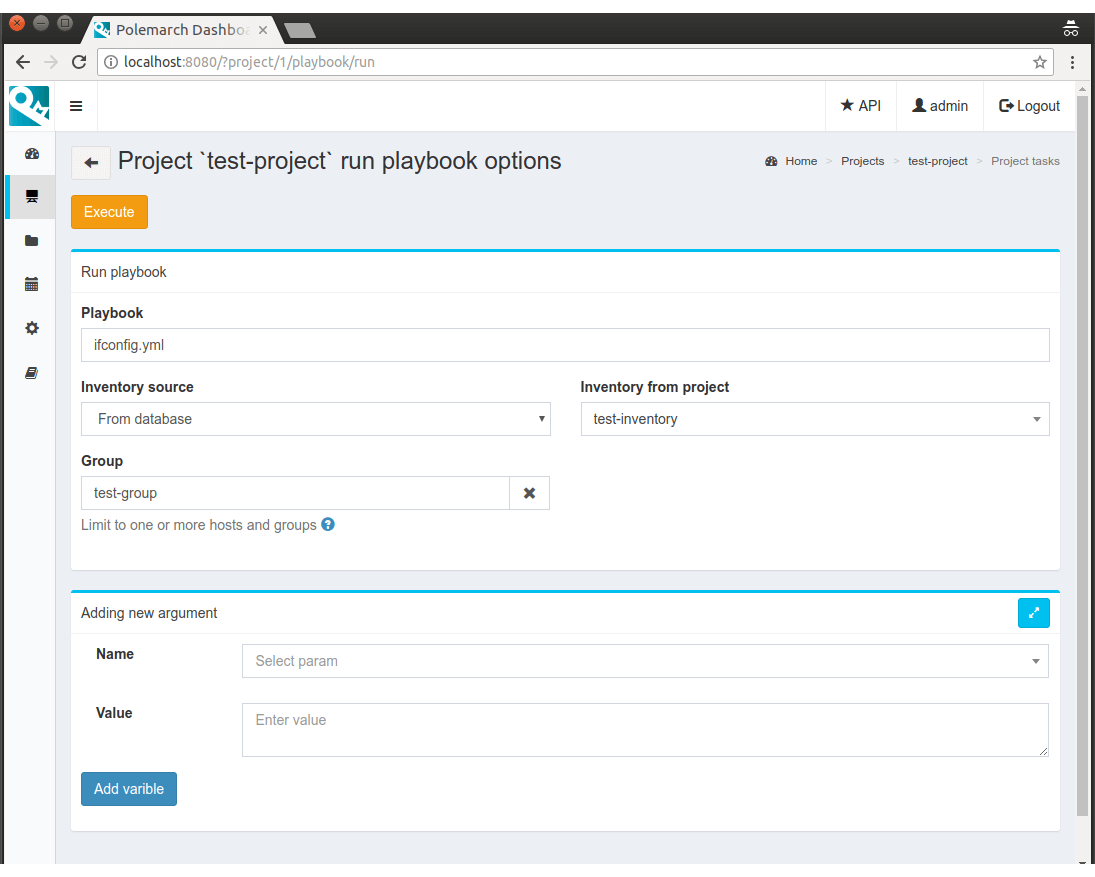 Polemarch Dashboa
localhost:8080/?project/1/playbook/run
API
admin
Logout
Project `test-project` run playbook options
Home > Projects > test-project > Project tasks
Execute
Run playbook
Playbook
ifconfig.yml
Inventory source
Inventory from project
From database
test-inventory
Group
test-group
Limit to one or more hosts and groups
Adding new argument
Name
Select param
Value
Enter value
Add varible